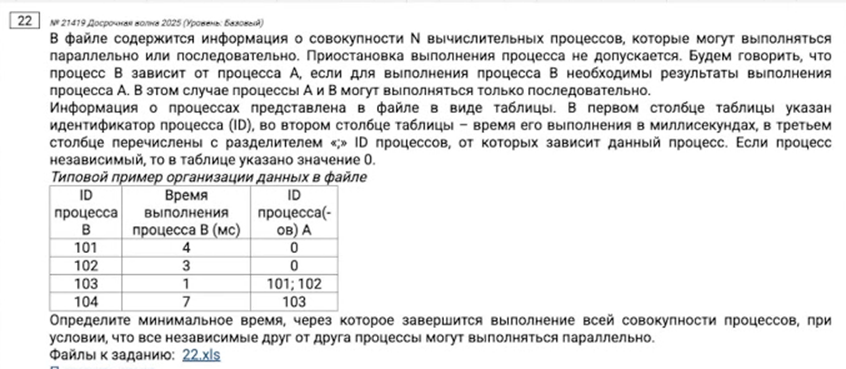 22
№ 21419 Досрочная волна 2025 (Уровень: Базовый)
В файле содержится информация о совокупности N вычислительных процессов, которые могут выполняться
параллельно или последовательно. Приостановка выполнения процесса не допускается. Будем говорить, что
процесс B зависит от процесса A, если для выполнения процесса B необходимы результаты выполнения
процесса A. В этом случае процессы A и B могут выполняться только последовательно.
Информация о процессах представлена в файле в виде таблицы. В первом столбце таблицы указан
идентификатор процесса (ID), во втором столбце таблицы – время его выполнения в миллисекундах, в третьем
столбце перечислены с разделителем «;» ID процессов, от которых зависит данный процесс. Если процесс
независимый, то в таблице указано значение 0.
Типовой пример организации данных в файле
ID процесса B Время выполнения процесса B (мс) ID процесса(-ов) A
101 4 0
102 3 0
103 1 101; 102
104 7 103
Определите минимальное время, через которое завершится выполнение всей совокупности процессов, при
условии, что все независимые друг от друга процессы могут выполняться параллельно.
Файлы к заданию: 22.xls